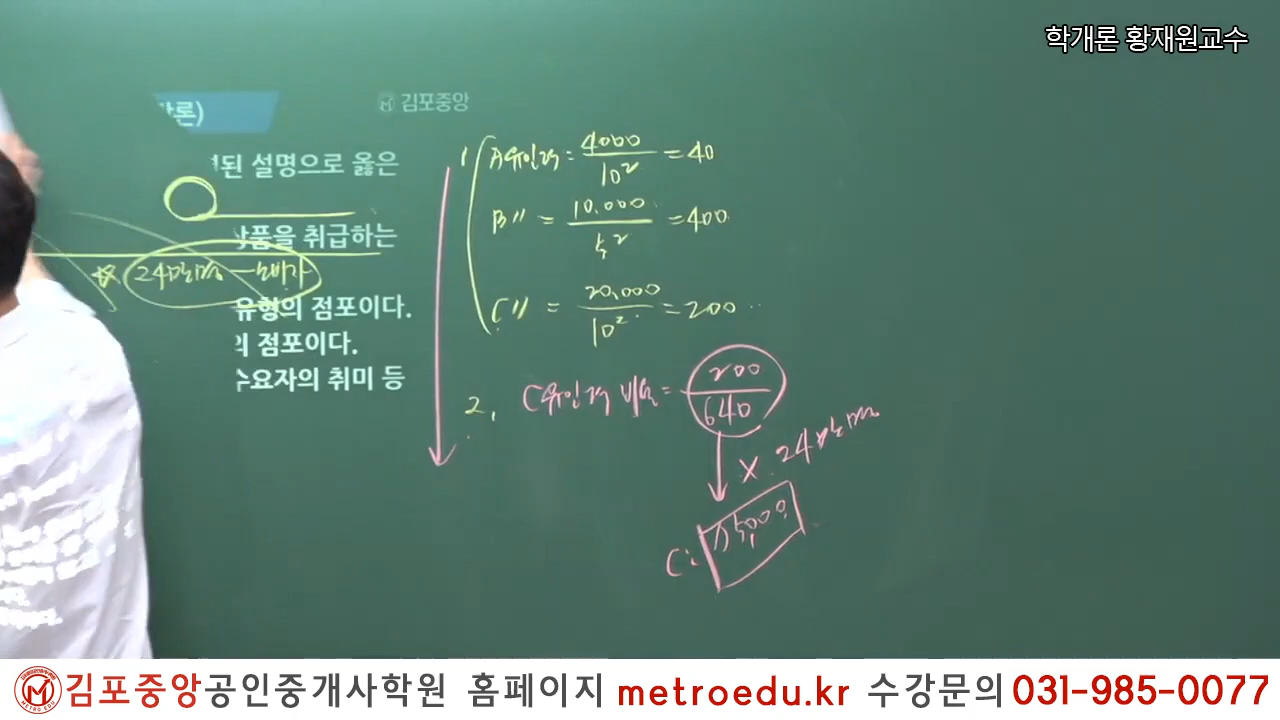 학개론 황재원교수
론)
김포중앙
된 설명으로 옳은
품을 취급하는
24만명
유형의 점포이다.
의 점포이다.
수요자의 취미 등
1
A유인력 = 4000 / 10² = 40
B〃 = 10.000 / 5² = 400
C〃 = 20,000 / 10² = 200
2, C유인력 비율 = 200 / 640
X 24만명
C:
김포중앙공인중개사학원 홈페이지 metroedu.kr 수강문의 031-985-0077
METRO EDU